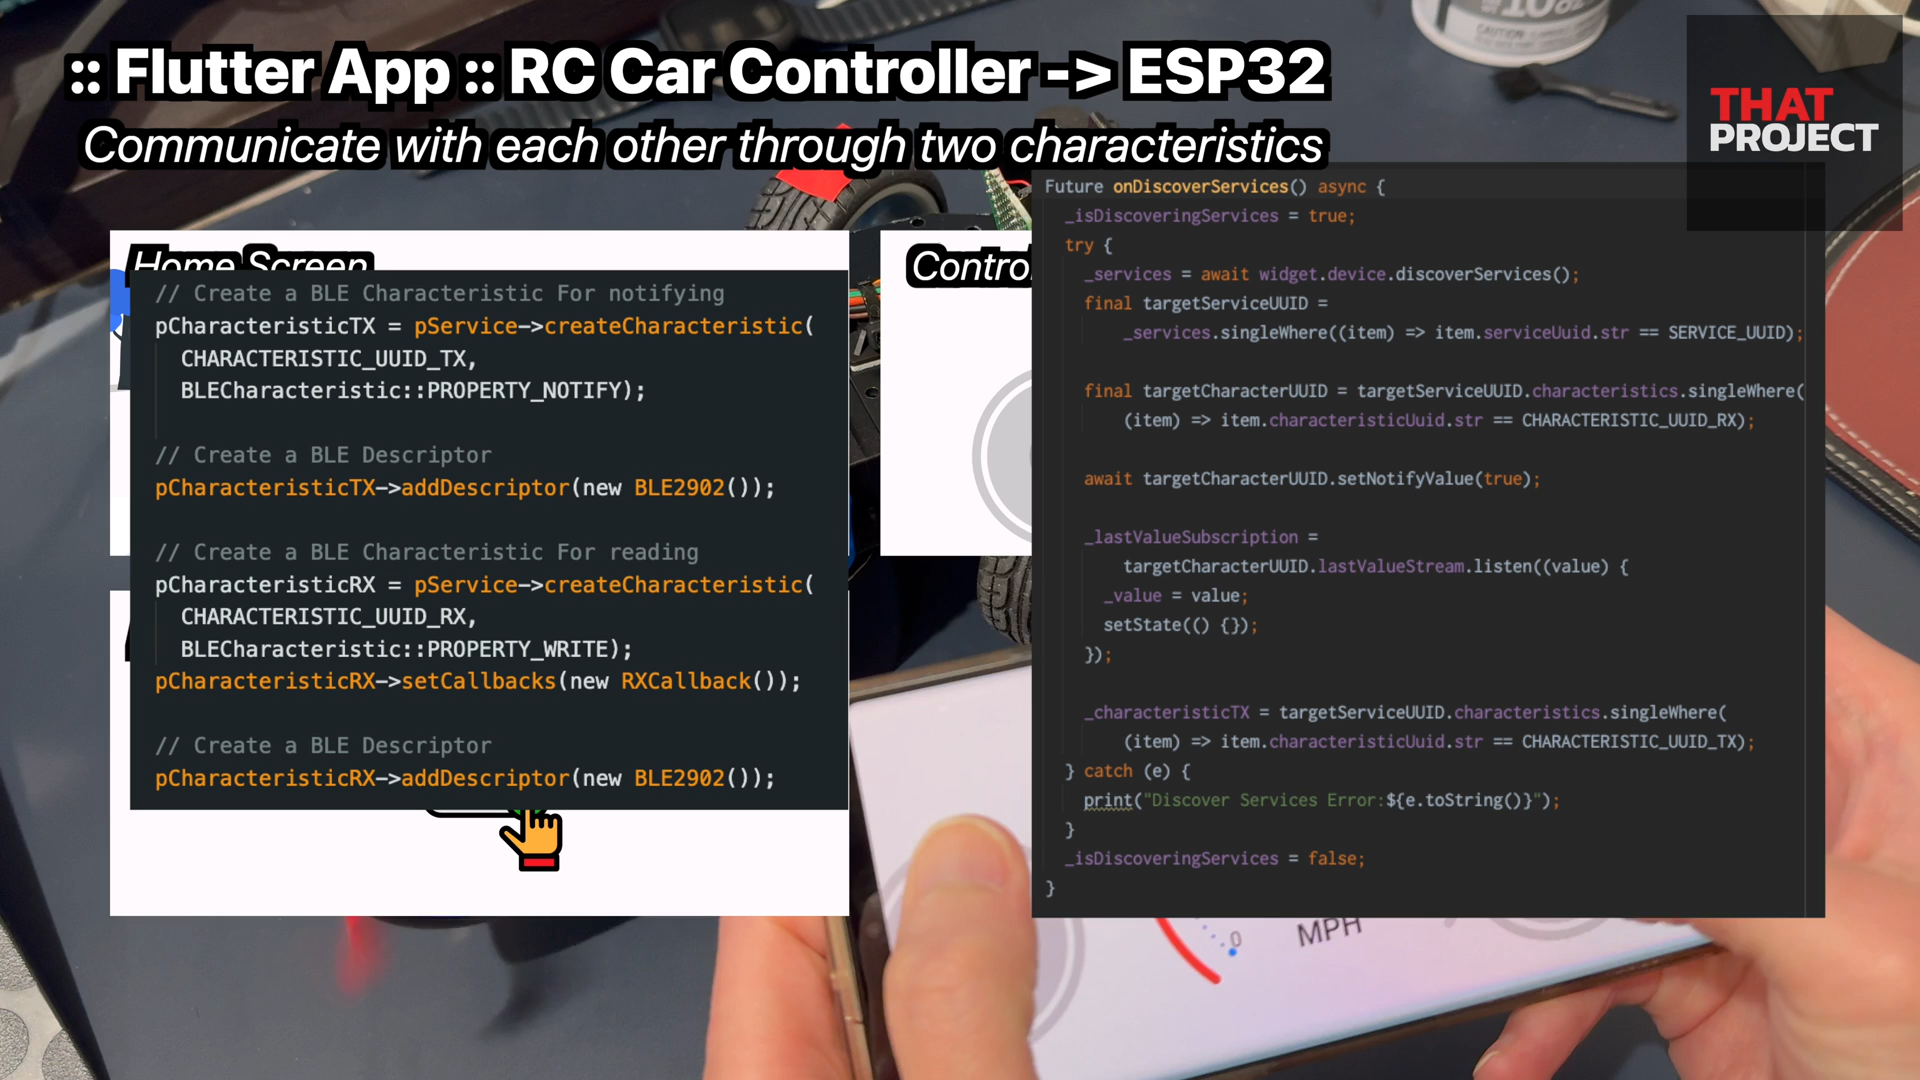 :: Flutter App :: RC Car Controller -> ESP32
Communicate with each other through two characteristics
THAT
PROJECT
Home Screen
// Create a BLE Characteristic For notifying
pCharacteristicTX = pService->createCharacteristic(
CHARACTERISTIC_UUID_TX,
BLECharacteristic::PROPERTY_NOTIFY);
// Create a BLE Descriptor
pCharacteristicTX->addDescriptor(new BLE2902());
// Create a BLE Characteristic For reading
pCharacteristicRX = pService->createCharacteristic(
CHARACTERISTIC_UUID_RX,
BLECharacteristic::PROPERTY_WRITE);
pCharacteristicRX->setCallbacks(new RXCallback());
// Create a BLE Descriptor
pCharacteristicRX->addDescriptor(new BLE2902());
Future onDiscoverServices() async {
_isDiscoveringServices = true;
try {
_services = await widget.device.discoverServices();
final targetServiceUUID =
_services.singleWhere((item) => item.serviceUuid.str == SERVICE_UUID);
final targetCharacterUUID = targetServiceUUID.characteristics.singleWhere(
(item) => item.characteristicUuid.str == CHARACTERISTIC_UUID_RX);
await targetCharacterUUID.setNotifyValue(true);
_lastValueSubscription =
targetCharacterUUID.lastValueStream.listen((value) {
_value = value;
setState(() {});
});
_characteristicTX = targetServiceUUID.characteristics.singleWhere(
(item) => item.characteristicUuid.str == CHARACTERISTIC_UUID_TX);
} catch (e) {
print("Discover Services Error:${e.toString()}");
}
_isDiscoveringServices = false;
}
0
MPH